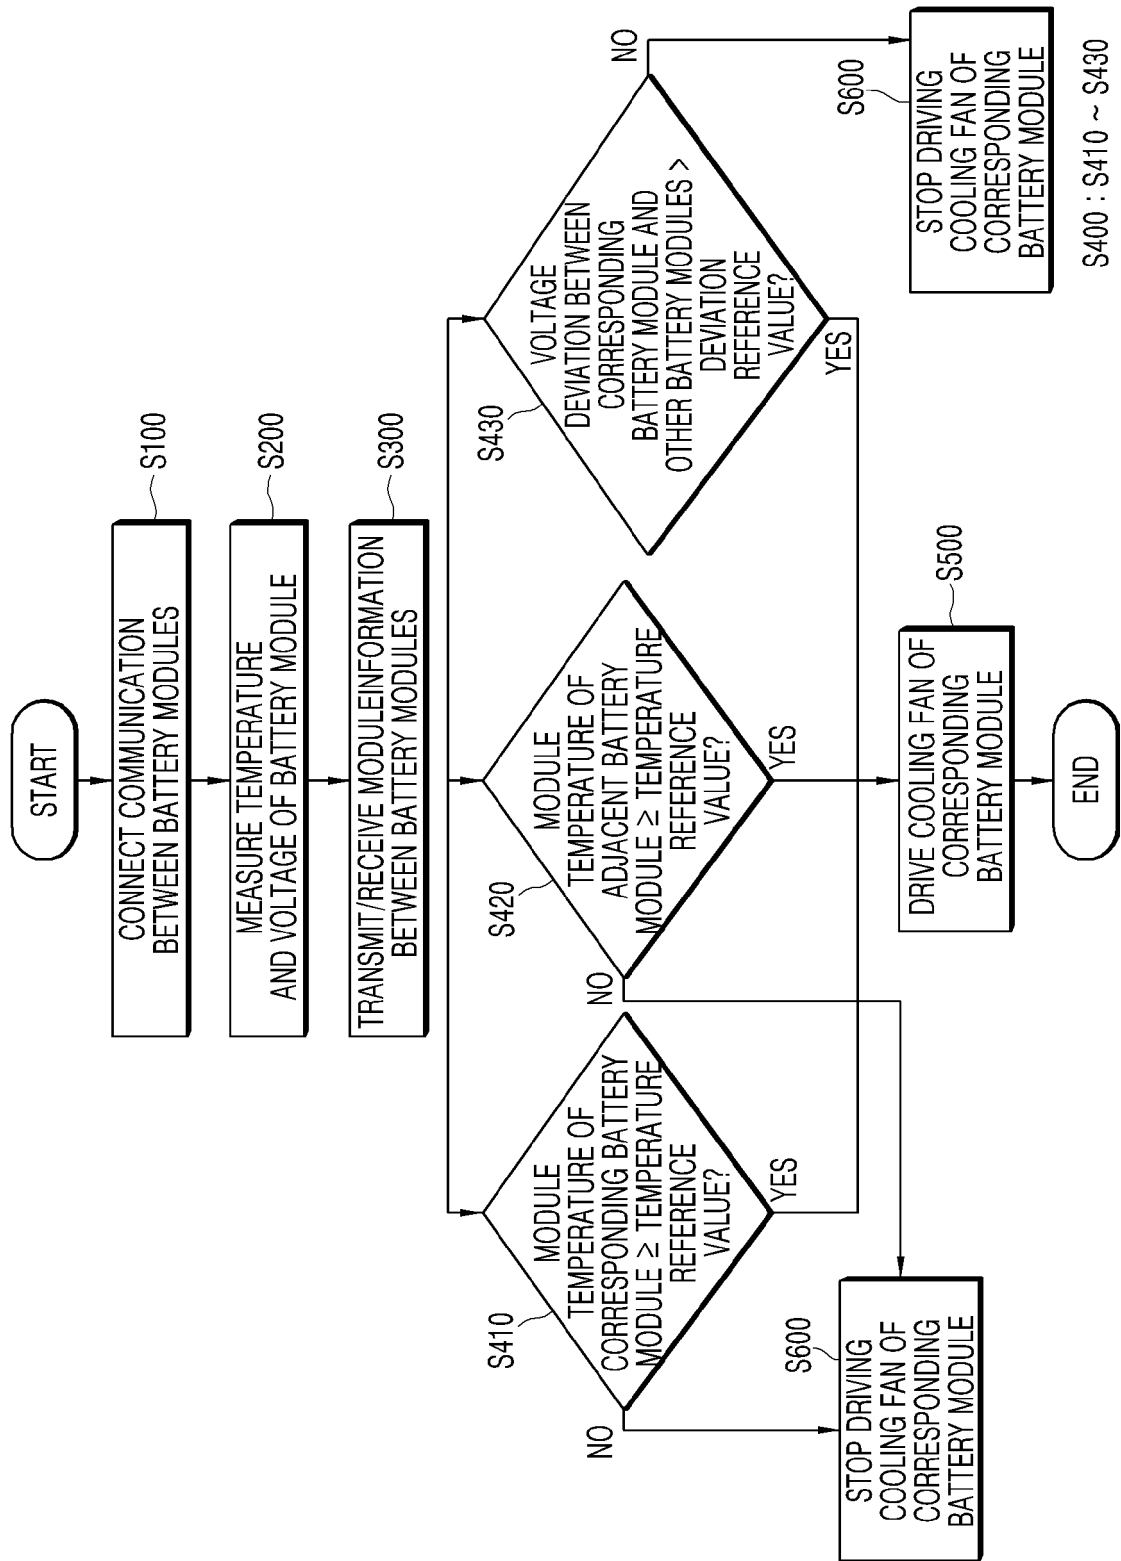 START
CONNECT COMMUNICATION
BETWEEN BATTERY MODULES
S100
MEASURE TEMPERATURE
AND VOLTAGE OF BATTERY MODULE
S200
TRANSMIT/RECEIVE MODULEINFORMATION
BETWEEN BATTERY MODULES
S300
S410
MODULE
TEMPERATURE OF
CORRESPONDING BATTERY
MODULE ≥ TEMPERATURE
REFERENCE
VALUE?
NO
YES
S420
MODULE
TEMPERATURE OF
ADJACENT BATTERY
MODULE ≥ TEMPERATURE
REFERENCE
VALUE?
NO
YES
S430
VOLTAGE
DEVIATION BETWEEN
CORRESPONDING
BATTERY MODULE AND
OTHER BATTERY MODULES >
DEVIATION
REFERENCE
VALUE?
NO
YES
S600
STOP DRIVING
COOLING FAN OF
CORRESPONDING
BATTERY MODULE
S500
DRIVE COOLING FAN OF
CORRESPONDING
BATTERY MODULE
S600
STOP DRIVING
COOLING FAN OF
CORRESPONDING
BATTERY MODULE
END
S400 : S410 ~ S430